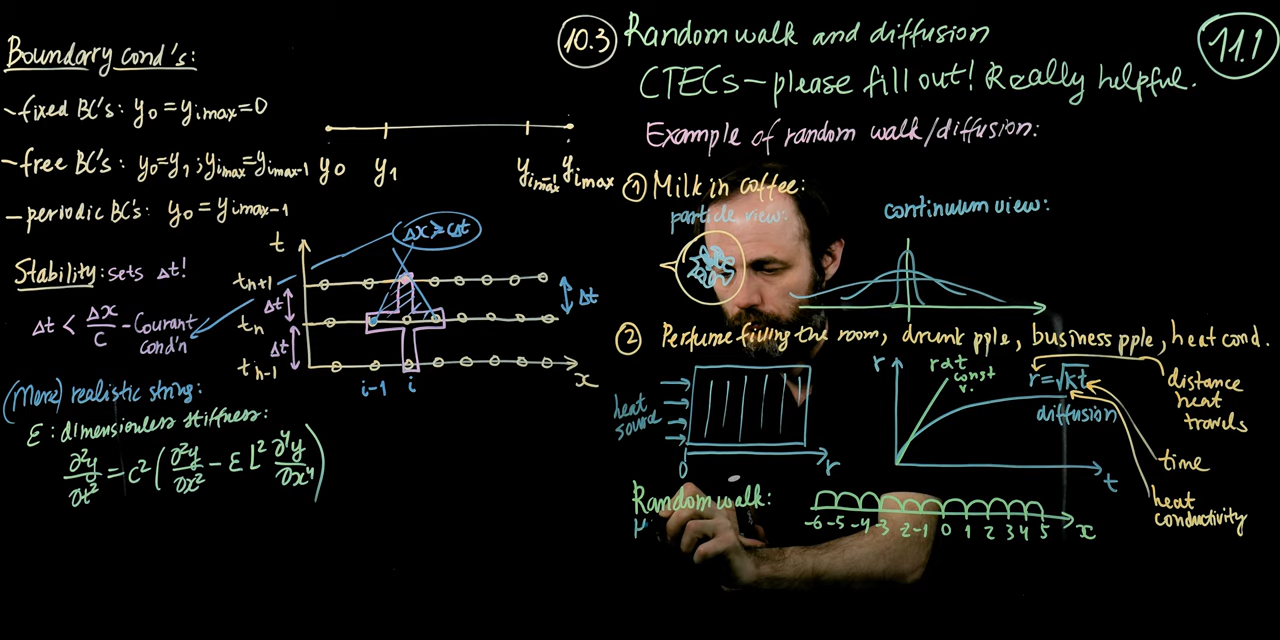 Boundary cond's:
- fixed BC's: y0 = yimax = 0
- free BC's: y0 = y1 ; yimax = yimax-1
- periodic BC's: y0 = yimax-1
y0 y1 yimax-1 yimax
Stability: sets Δt!
Δt < Δx/c - Courant cond'n
Δx ≥ cΔt
t
tn+1
Δt
tn
Δt
tn-1
Δt
i-1 i
x
(More) realistic string:
ε: dimensionless stiffness:
∂²y/∂t² = c² (∂²y/∂x² - ε L² ∂⁴y/∂x⁴)
10.3 Random walk and diffusion
11.1
CTECs - please fill out! Really helpful.
Example of random walk/diffusion:
① Milk in coffee:
particle view:
continuum view:
② Perfume filling the room, drunk pple, business pple, heat cond.
heat source
0 r
r
r α t
const v.
r = √kt
diffusion
t
distance heat travels
time
heat conductivity
Random walk:
-6 -5 -4 -3 -2 -1 0 1 2 3 4 5 x